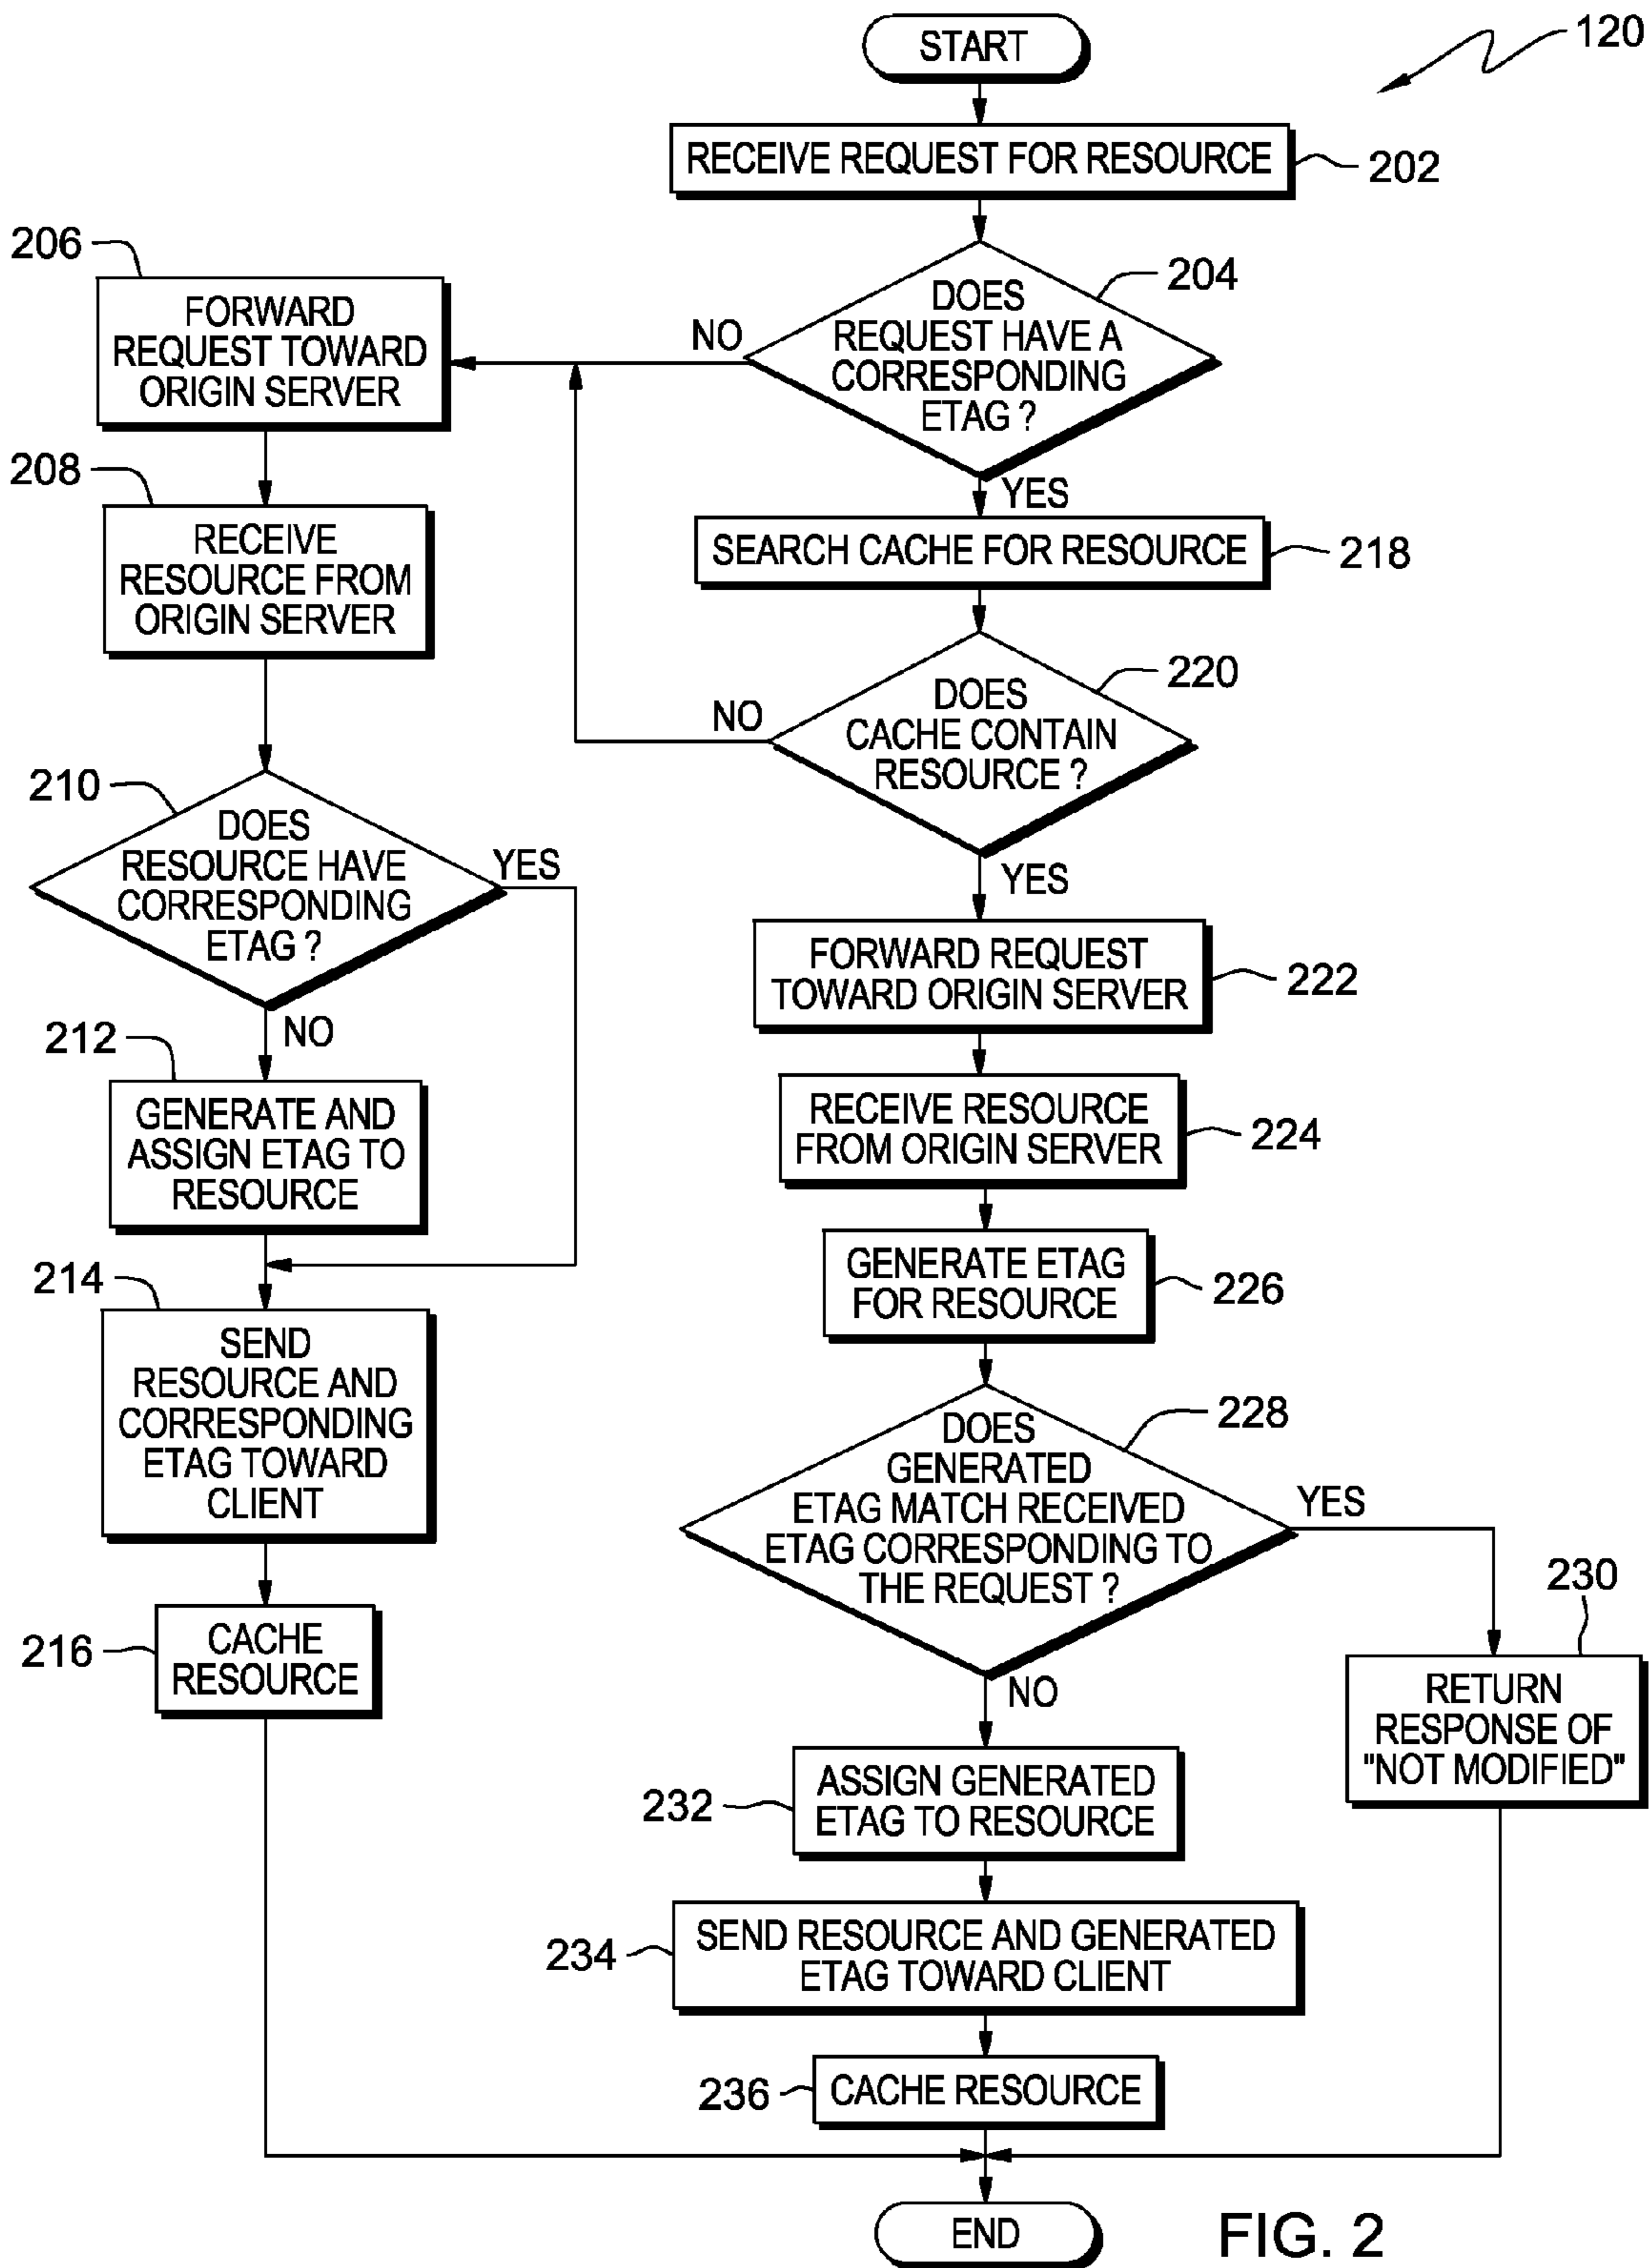 START
120
RECEIVE REQUEST FOR RESOURCE
202
DOES
REQUEST HAVE A
CORRESPONDING
ETAG ?
204
NO
YES
206
FORWARD
REQUEST TOWARD
ORIGIN SERVER
208
RECEIVE
RESOURCE FROM
ORIGIN SERVER
210
DOES
RESOURCE HAVE
CORRESPONDING
ETAG ?
YES
NO
212
GENERATE AND
ASSIGN ETAG TO
RESOURCE
214
SEND
RESOURCE AND
CORRESPONDING
ETAG TOWARD
CLIENT
216
CACHE
RESOURCE
SEARCH CACHE FOR RESOURCE
218
DOES
CACHE CONTAIN
RESOURCE ?
220
NO
YES
FORWARD REQUEST
TOWARD ORIGIN SERVER
222
RECEIVE RESOURCE
FROM ORIGIN SERVER
224
GENERATE ETAG
FOR RESOURCE
226
DOES
GENERATED
ETAG MATCH RECEIVED
ETAG CORRESPONDING TO
THE REQUEST ?
228
YES
NO
230
RETURN
RESPONSE OF
"NOT MODIFIED"
232
ASSIGN GENERATED
ETAG TO RESOURCE
234
SEND RESOURCE AND GENERATED
ETAG TOWARD CLIENT
236
CACHE RESOURCE
END
FIG. 2